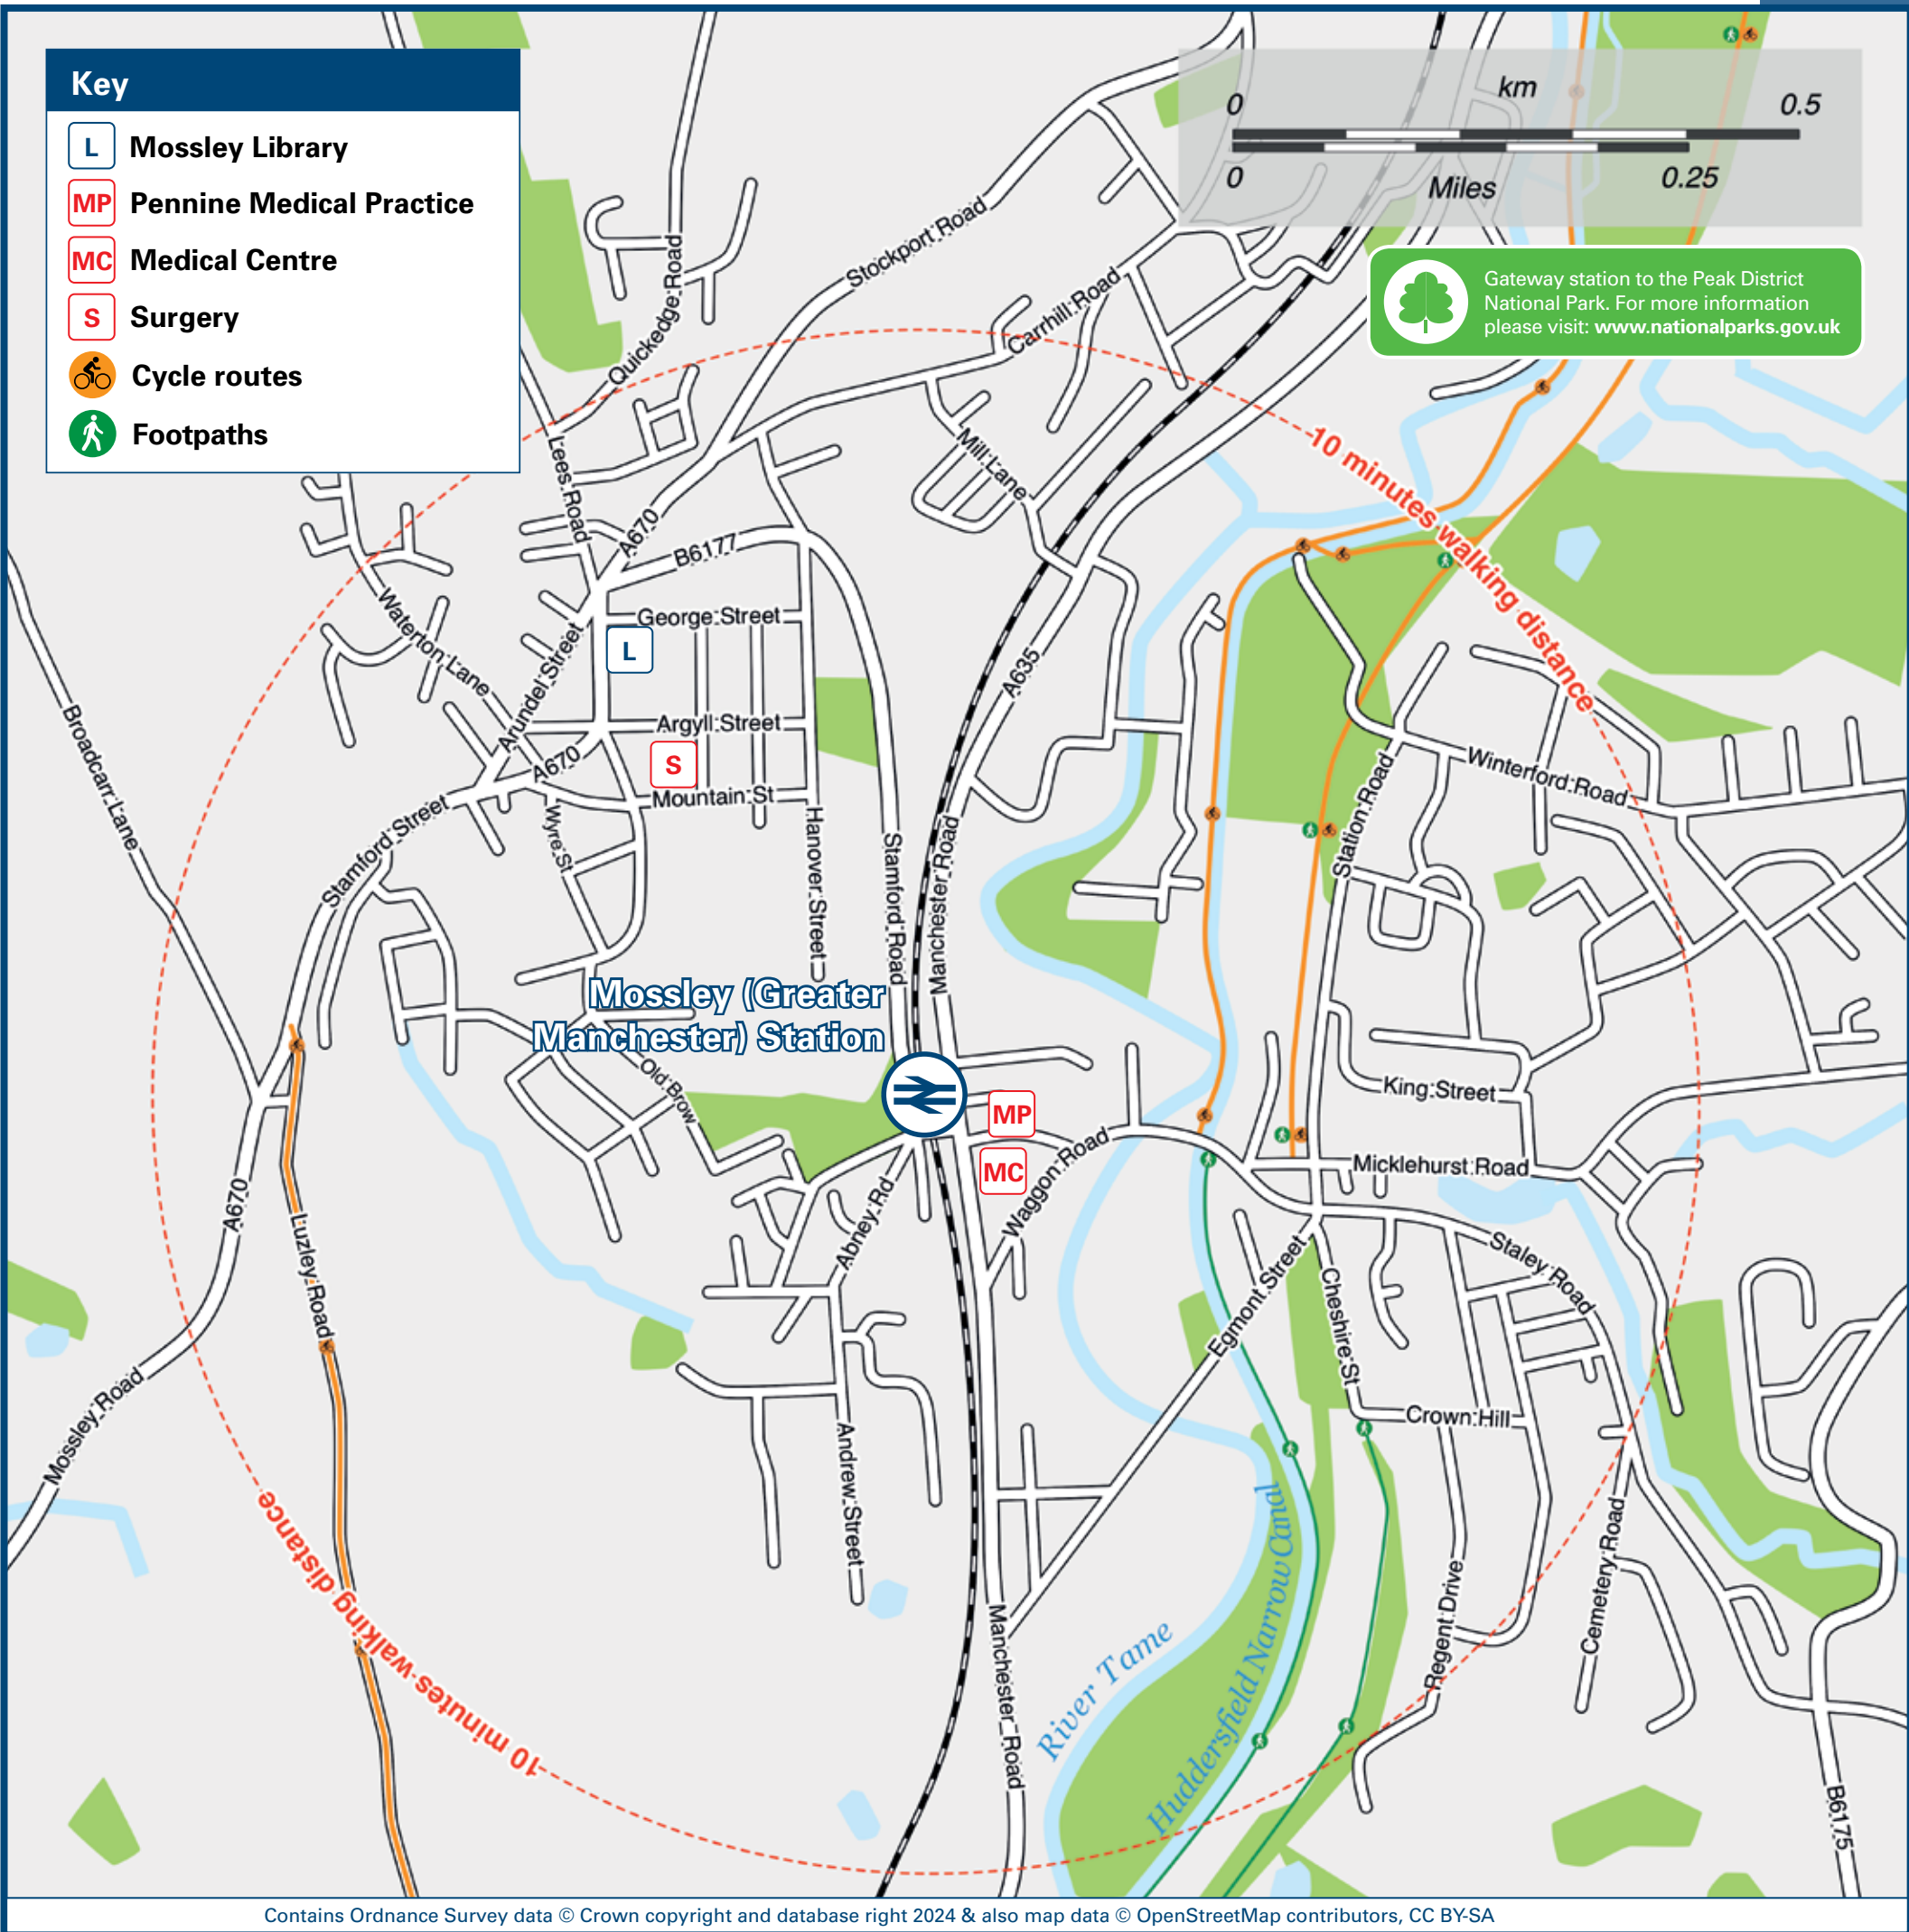 Key
L Mossley Library
MP Pennine Medical Practice
MC Medical Centre
S Surgery
Cycle routes
Footpaths
km
0 0.5
0 0.25
Miles
Gateway station to the Peak District
National Park. For more information
please visit: www.nationalparks.gov.uk
Stockport Road
Quickedge Road
Carrhill Road
Lees Road
Mill Lane
10 minutes walking distance
A670
B6177
Waterton Lane
George Street
L
Arundel Street
A635
Argyll Street
S
A670
Mountain St
Broadcarr Lane
Winterford Road
Station Road
Stamford Street
Wyre St
Hanover Street
Stamford Road
Manchester Road
Mossley (Greater
Manchester) Station
Old Brow
King Street
MP
MC
Waggon Road
Micklehurst Road
A670
Luzley Road
Abney Rd
Egmont Street
Cheshire St
Staley Road
Mossley Road
Crown Hill
Andrew Street
10 minutes walking distance
Manchester Road
River Tame
Huddersfield Narrow Canal
Regent Drive
Cemetery Road
B6175
Contains Ordnance Survey data © Crown copyright and database right 2024 & also map data © OpenStreetMap contributors, CC BY-SA